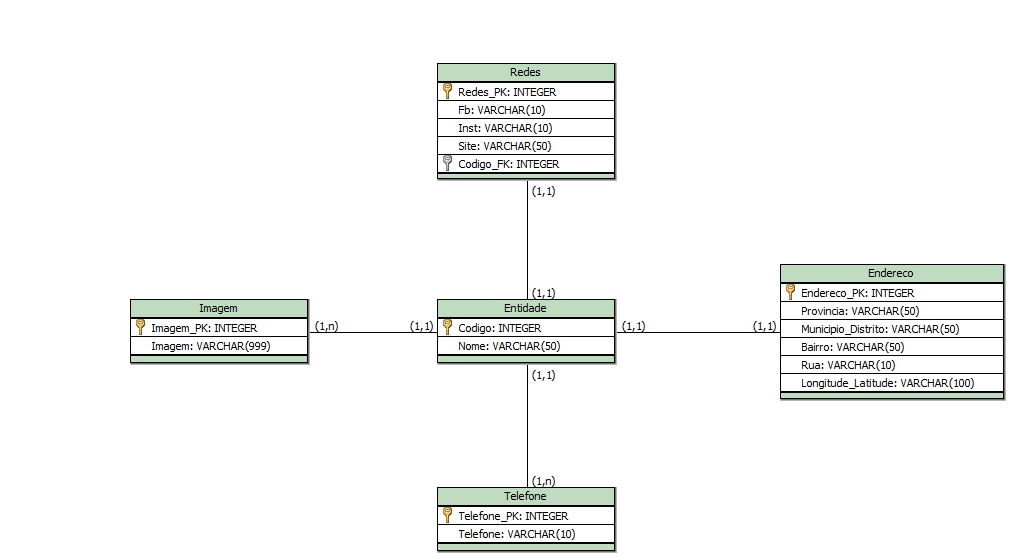 Redes
Redes_PK: INTEGER
Fb: VARCHAR(10)
Inst: VARCHAR(10)
Site: VARCHAR(50)
Codigo_FK: INTEGER
(1,1)
(1,1)
Imagem
Imagem_PK: INTEGER
Imagem: VARCHAR(999)
(1,n)
(1,1)
Entidade
Codigo: INTEGER
Nome: VARCHAR(50)
(1,1)
(1,1)
Endereco
Endereco_PK: INTEGER
Provincia: VARCHAR(50)
Municipio_Distrito: VARCHAR(50)
Bairro: VARCHAR(50)
Rua: VARCHAR(10)
Longitude_Latitude: VARCHAR(100)
(1,1)
(1,n)
Telefone
Telefone_PK: INTEGER
Telefone: VARCHAR(10)